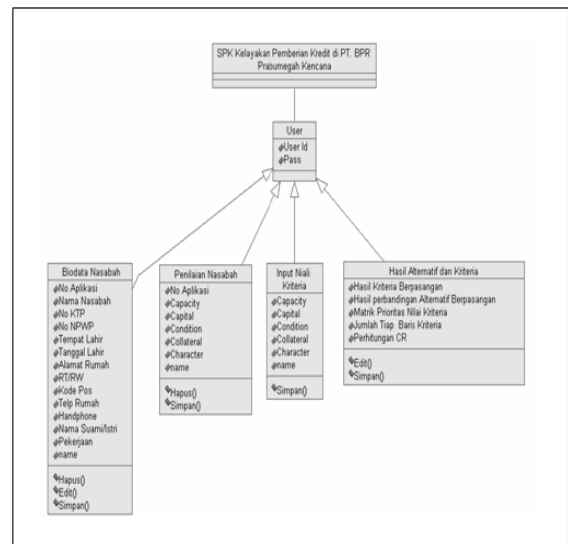 SPK Kelayakan Pemberian Kredit di PT. BPR
Prabumegah Kencana
User
User Id
Pass
Biodata Nasabah
No Aplikasi
Nama Nasabah
No KTP
No NPWP
Tempat Lahir
Tanggal Lahir
Alamat Rumah
RT/RW
Kode Pos
Telp Rumah
Handphone
Nama Suami/Istri
Pekerjaan
name
Hapus()
Edit()
Simpan()
Penilaian Nasabah
No Aplikasi
Capacity
Capital
Condition
Collateral
Character
name
Hapus()
Simpan()
Input Niali
Kriteria
Capacity
Capital
Condition
Collateral
Character
name
Simpan()
Hasil Alternatif dan Kriteria
Hasil Kriteria Berpasangan
Hasil perbandingan Alternatif Berpasangan
Matrik Prioritas Nilai Kriteria
Jumlah Tiap Baris Kriteria
Perhitungan CR
Edit()
Simpan()